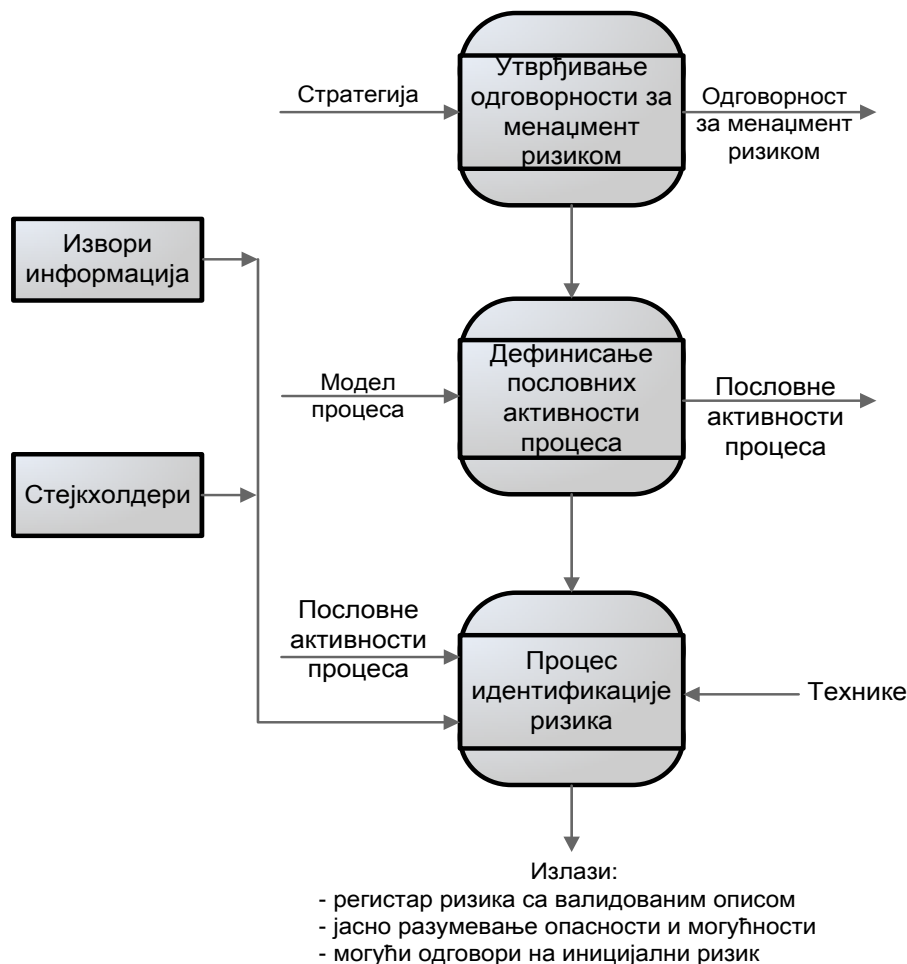 Утврђивање
одговорности за
менаџмент
ризиком
Стратегија
Одговорност
за менаџмент
ризиком
Извори
информација
Дефинисање
пословних
активности
процеса
Модел
процеса
Пословне
активности
процеса
Стејкхолдери
Пословне
активности
процеса
Процес
идентификације
ризика
Технике
Излази:
- регистар ризика са валидованим описом
- јасно разумевање опасности и могућности
- могући одговори на иницијални ризик